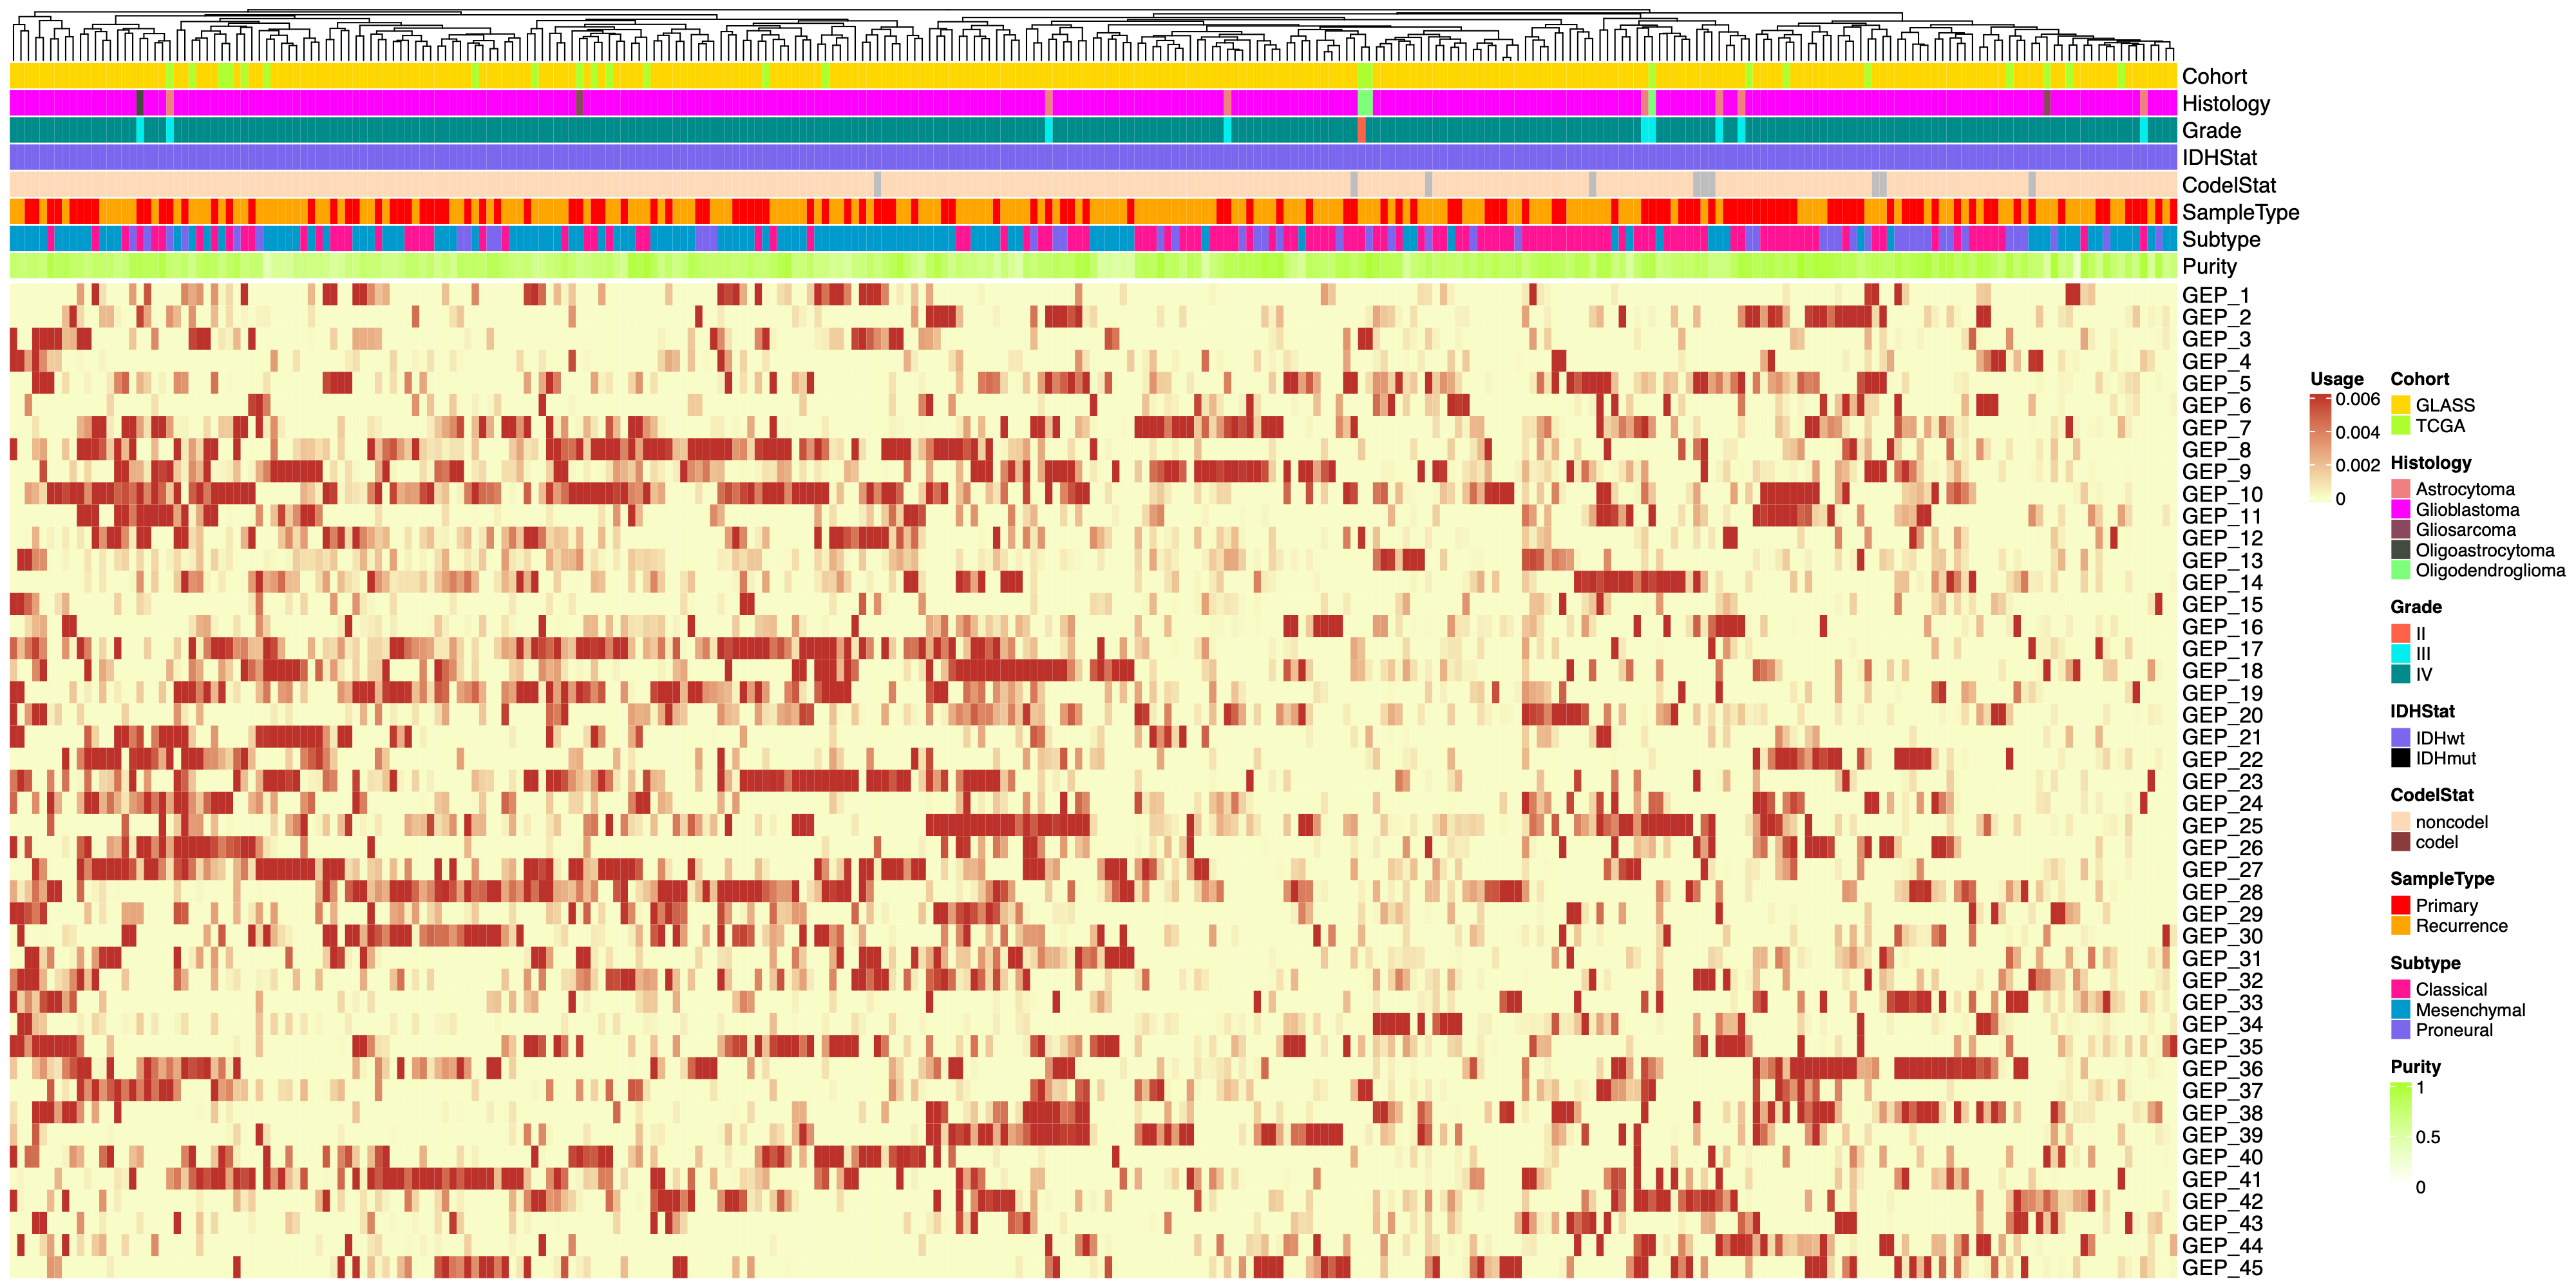 Cohort
Histology
Grade
IDHStat
CodelStat
SampleType
Subtype
Purity
GEP_1
GEP_2
GEP_3
GEP_4
GEP_5
GEP_6
GEP_7
GEP_8
GEP_9
GEP_10
GEP_11
GEP_12
GEP_13
GEP_14
GEP_15
GEP_16
GEP_17
GEP_18
GEP_19
GEP_20
GEP_21
GEP_22
GEP_23
GEP_24
GEP_25
GEP_26
GEP_27
GEP_28
GEP_29
GEP_30
GEP_31
GEP_32
GEP_33
GEP_34
GEP_35
GEP_36
GEP_37
GEP_38
GEP_39
GEP_40
GEP_41
GEP_42
GEP_43
GEP_44
GEP_45
Usage
0.006
0.004
0.002
0
Cohort
GLASS
TCGA
Histology
Astrocytoma
Glioblastoma
Gliosarcoma
Oligoastrocytoma
Oligodendroglioma
Grade
II
III
IV
IDHStat
IDHwt
IDHmut
CodelStat
noncodel
codel
SampleType
Primary
Recurrence
Subtype
Classical
Mesenchymal
Proneural
Purity
1
0.5
0